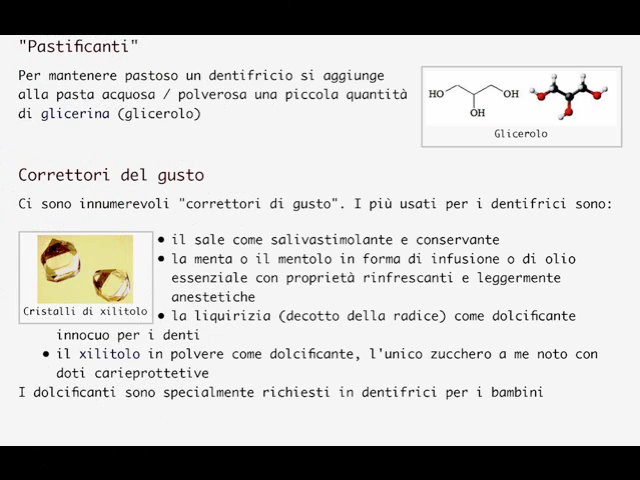 "Pastificanti"
Per mantenere pastoso un dentifricio si aggiunge
alla pasta acquosa / polverosa una piccola quantità
di glicerina (glicerolo)
HO
OH
OH
Glicerolo
Correttori del gusto
Ci sono innumerevoli "correttori di gusto". I più usati per i dentifrici sono:
• il sale come salivastimolante e conservante
• la menta o il mentolo in forma di infusione o di olio
essenziale con proprietà rinfrescanti e leggermente
anestetiche
Cristalli di xilitolo
• la liquirizia (decotto della radice) come dolcificante
innocuo per i denti
• il xilitolo in polvere come dolcificante, l'unico zucchero a me noto con
doti carieprottetive
I dolcificanti sono specialmente richiesti in dentifrici per i bambini